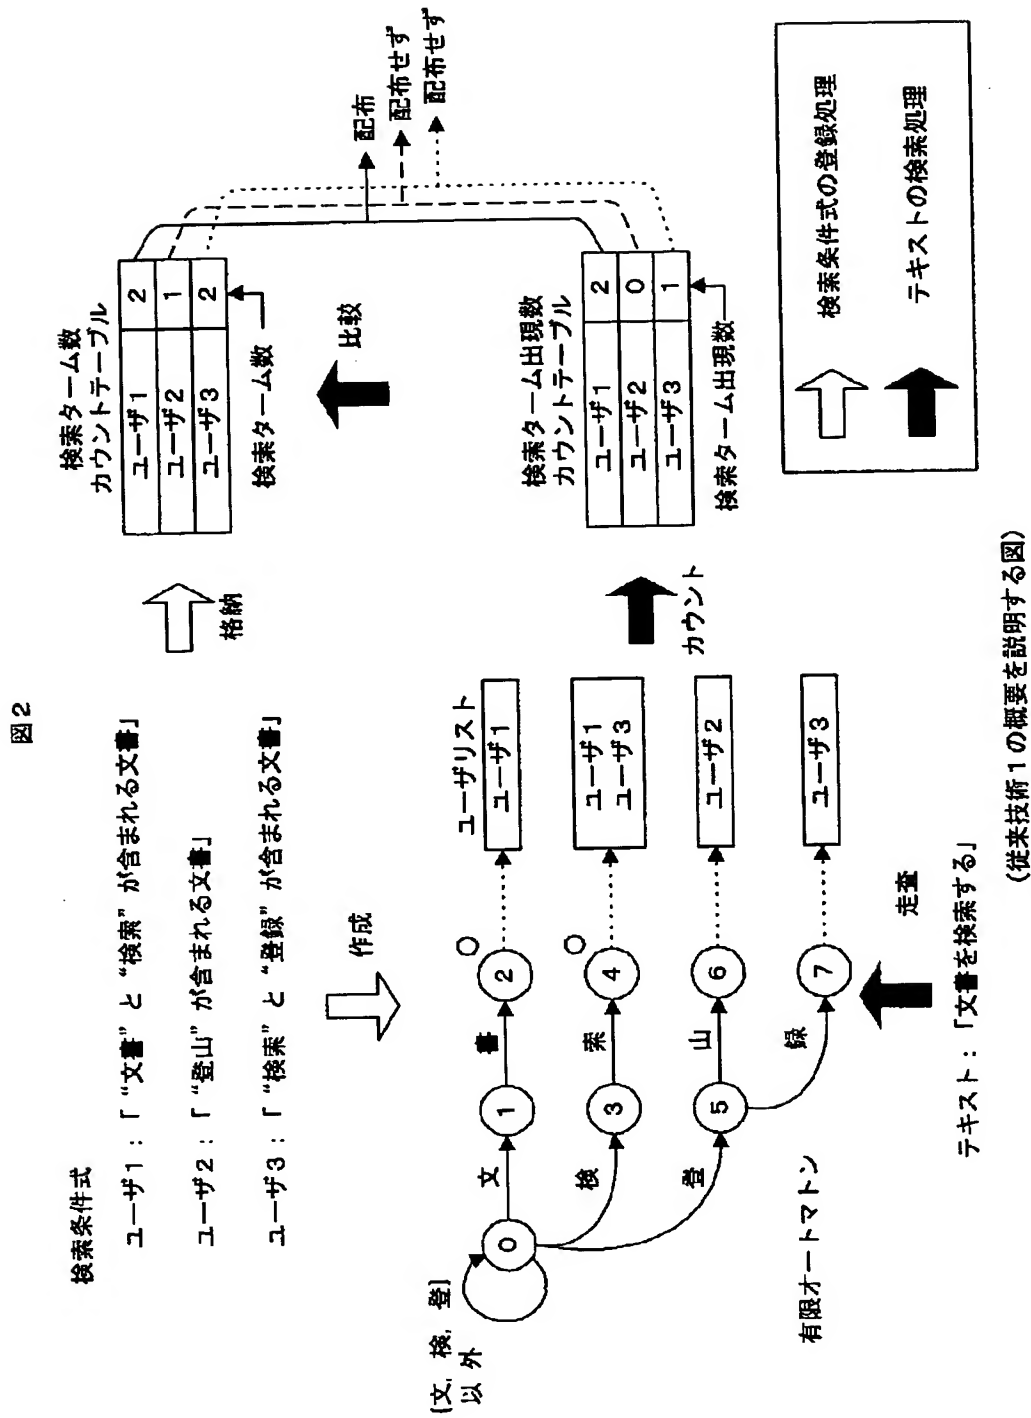 図2
検索条件式
ユーザ1:「“文書”と“検索”が含まれる文書」
ユーザ2:「“登山”が含まれる文書」
ユーザ3:「“検索”と“登録”が含まれる文書」
作成
格納
検索ターム数
カウントテーブル
ユーザ1 2
ユーザ2 1
ユーザ3 2
検索ターム数
比較
配布
配布せず
配布せず
[文, 検, 登]
以外
0
文
1
書
2
検
3
索
4
登
5
山
6
録
7
ユーザリスト
ユーザ1
ユーザ1
ユーザ3
ユーザ2
ユーザ3
有限オートマトン
カウント
検索ターム出現数
カウントテーブル
ユーザ1 2
ユーザ2 0
ユーザ3 1
検索ターム出現数
走査
テキスト:「文書を検索する」
検索条件式の登録処理
テキストの検索処理
(従来技術1の概要を説明する図)